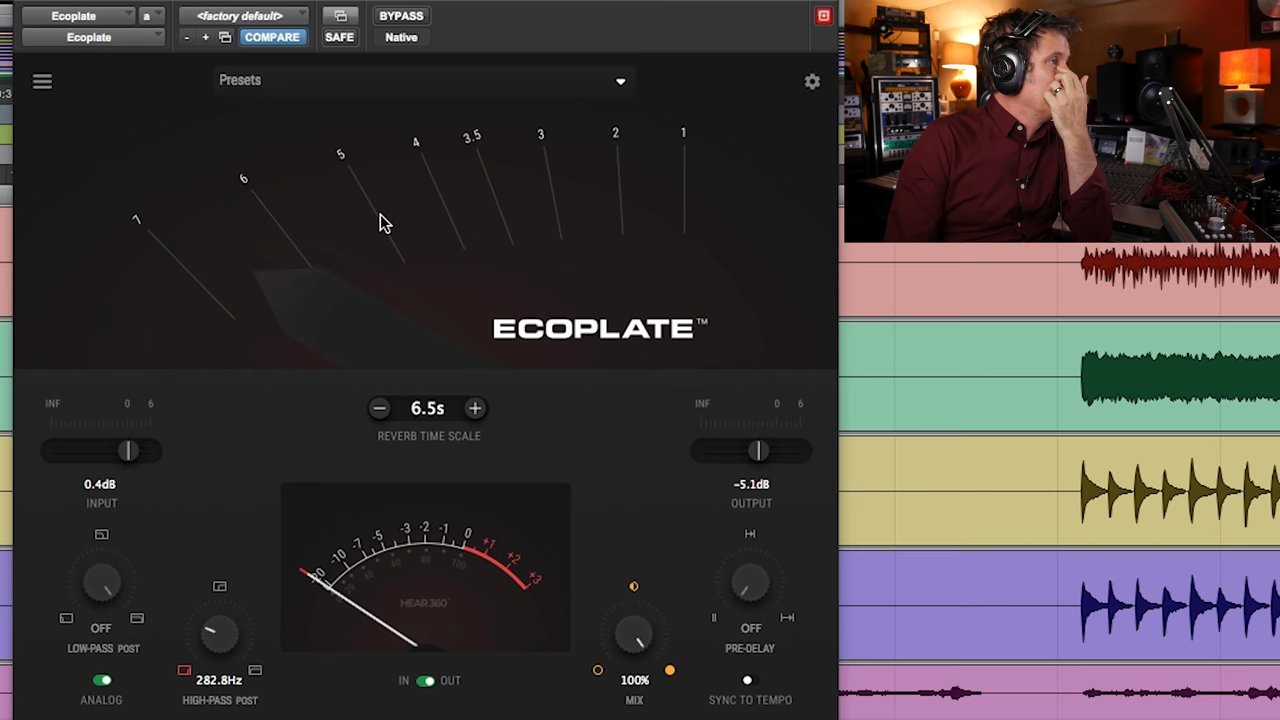 Ecoplate a <factory default> BYPASS
Ecoplate - + COMPARE SAFE Native
Presets
7 6 5 4 3.5 3 2 1
ECOPLATE™
INF 0 6
6.5s
INF 0 6
REVERB TIME SCALE
0.4dB
INPUT
-5.1dB
OUTPUT
-20 -10 -7 -5 -3 -2 -1 0 +1 +2 +3
HEAR360
OFF
LOW-PASS POST
OFF
PRE-DELAY
282.8Hz
HIGH-PASS POST
IN OUT
100%
MIX
ANALOG
SYNC TO TEMPO